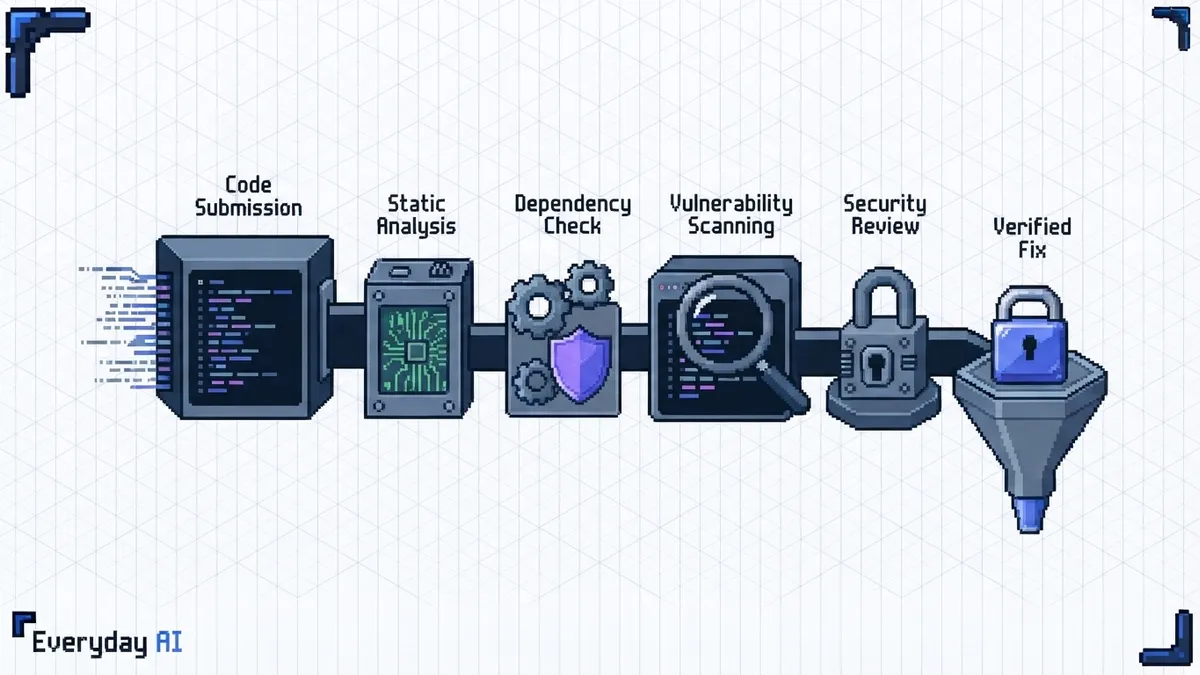 Code
Submission
Static
Analysis
Dependency
Check
Vulnerability
Scanning
Security
Review
Verified
Fix
Everyday AI